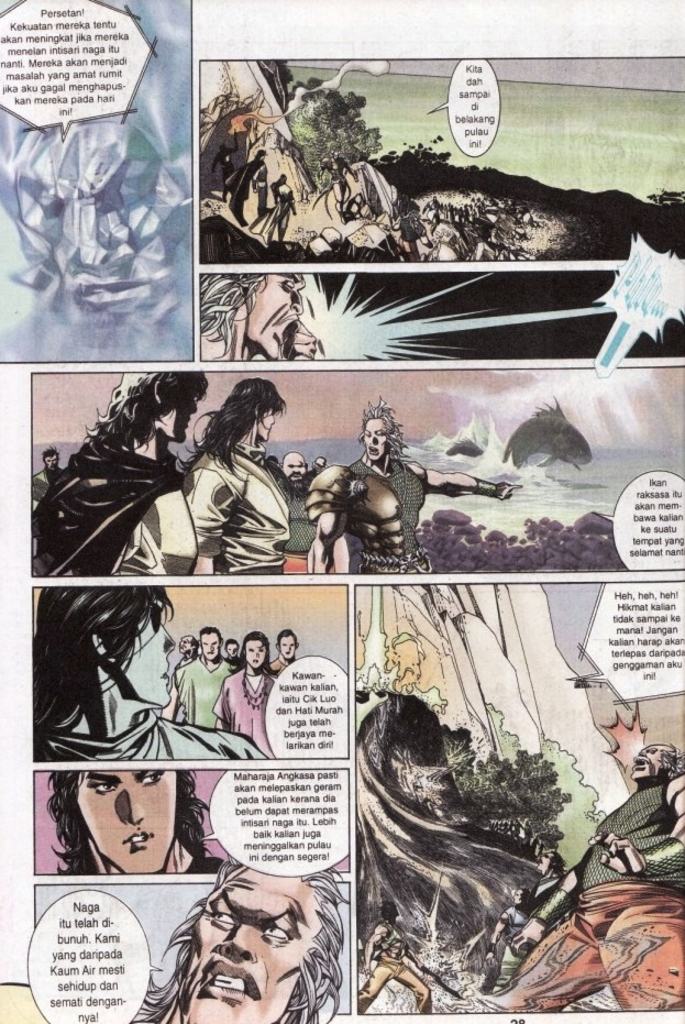 Persetan!
Kekuatan mereka tentu
akan meningkat jika mereka
menelan intisari naga itu
nanti. Mereka akan menjadi
masalah yang amat rumit
jika aku gagal menghapus-
kan mereka pada hari
ini!
Kita
dah
sampai
di
belakang
pulau
ini!
Ikan
raksasa itu
akan mem-
bawa kalian
ke suatu
tempat yang
selamat nanti
Kawan-
kawan kalian,
iaitu Cik Luo
dan Hati Murah
juga telah
berjaya me-
larikan diri!
Heh, heh, heh!
Hikmat kalian
tidak sampai ke
mana! Jangan
kalian harap akan
terlepas daripada
genggaman aku
ini!
Maharaja Angkasa pasti
akan melepaskan geram
pada kalian kerana dia
belum dapat merampas
intisari naga itu. Lebih
baik kalian juga
meninggalkan pulau
ini dengan segera!
Naga
itu telah di-
bunuh. Kami
yang daripada
Kaum Air mesti
sehidup dan
semati dengan-
nya!
28